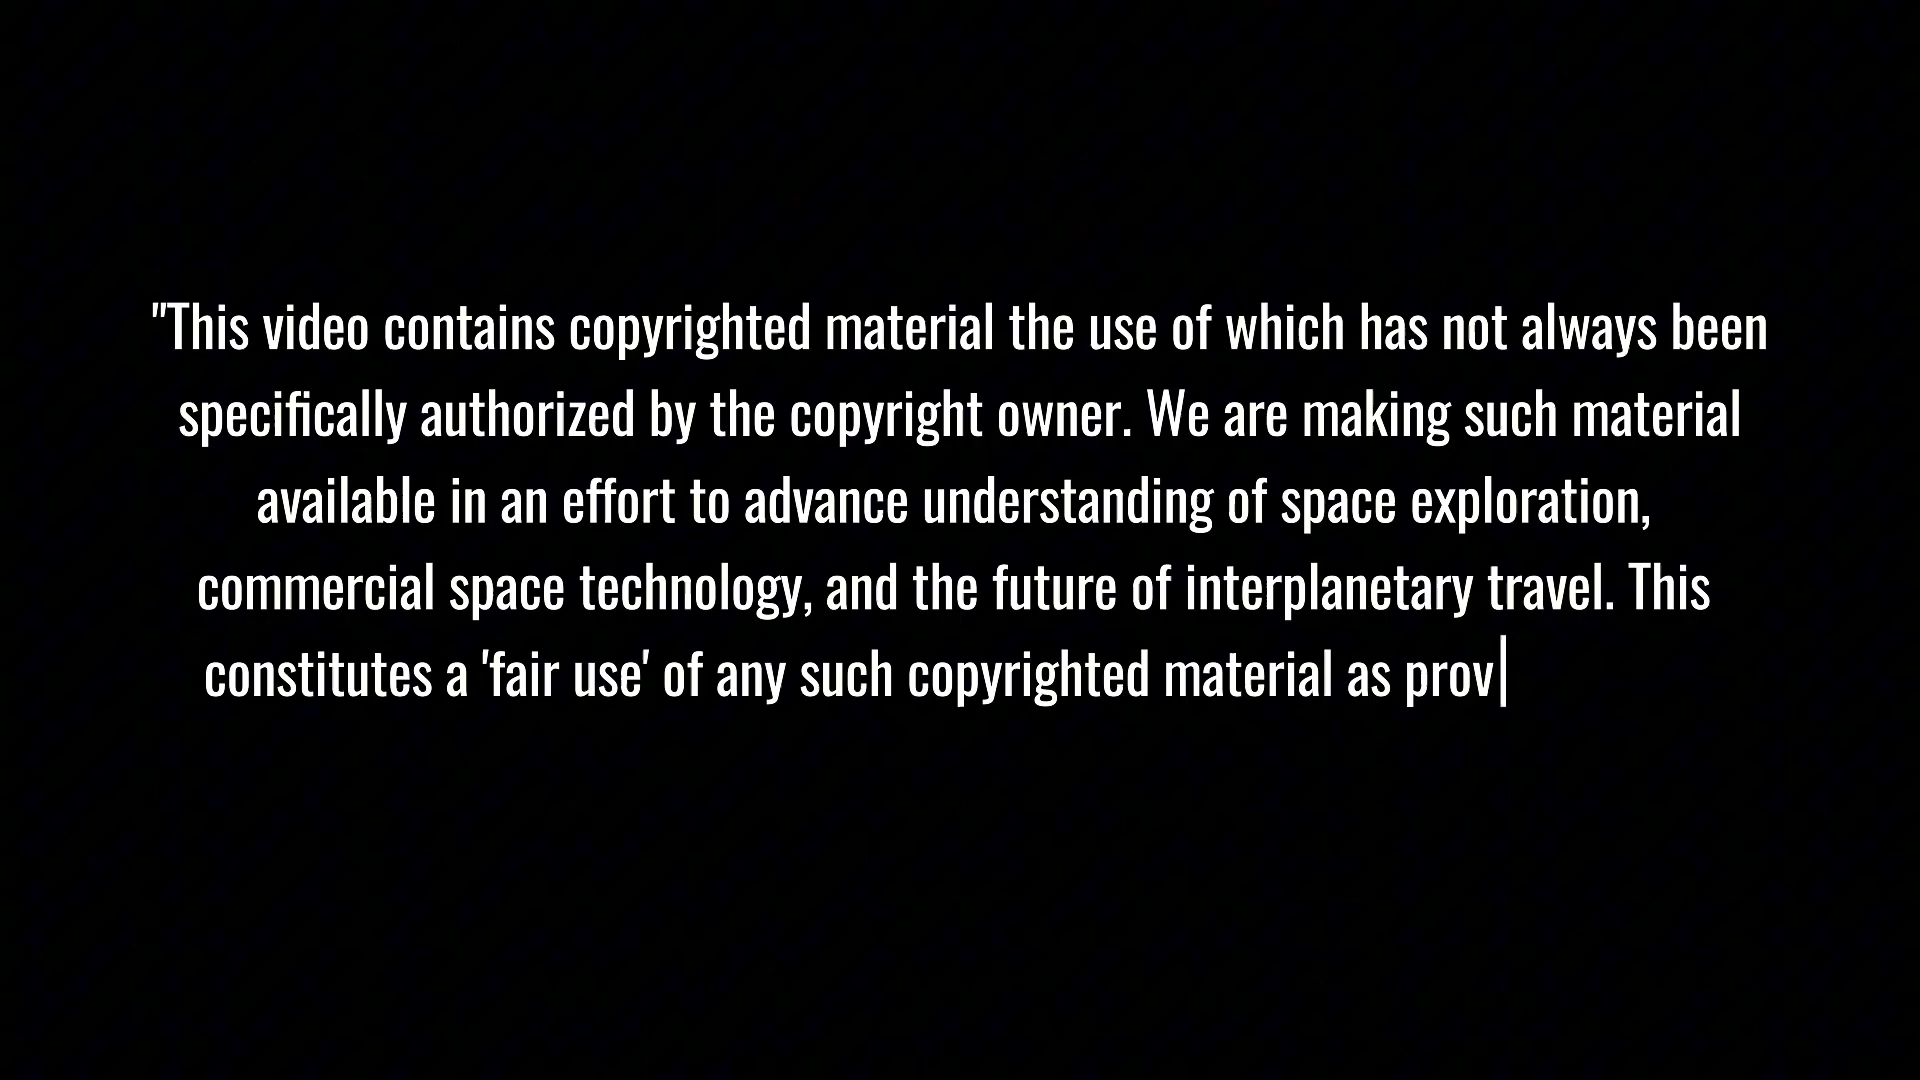 "This video contains copyrighted material the use of which has not always been
specifically authorized by the copyright owner. We are making such material
available in an effort to advance understanding of space exploration,
commercial space technology, and the future of interplanetary travel. This
constitutes a 'fair use' of any such copyrighted material as prov